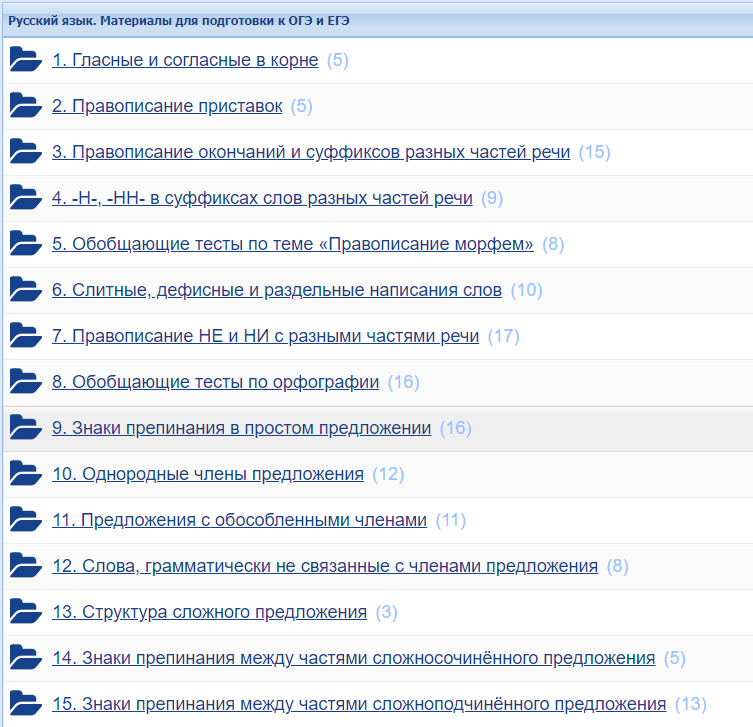 Русский язык. Материалы для подготовки к ОГЭ и ЕГЭ
1. Гласные и согласные в корне (5)
2. Правописание приставок (5)
3. Правописание окончаний и суффиксов разных частей речи (15)
4. -Н-, -НН- в суффиксах слов разных частей речи (9)
5. Обобщающие тесты по теме «Правописание морфем» (8)
6. Слитные, дефисные и раздельные написания слов (10)
7. Правописание НЕ и НИ с разными частями речи (17)
8. Обобщающие тесты по орфографии (16)
9. Знаки препинания в простом предложении (16)
10. Однородные члены предложения (12)
11. Предложения с обособленными членами (11)
12. Слова, грамматически не связанные с членами предложения (8)
13. Структура сложного предложения (3)
14. Знаки препинания между частями сложносочинённого предложения (5)
15. Знаки препинания между частями сложноподчинённого предложения (13)